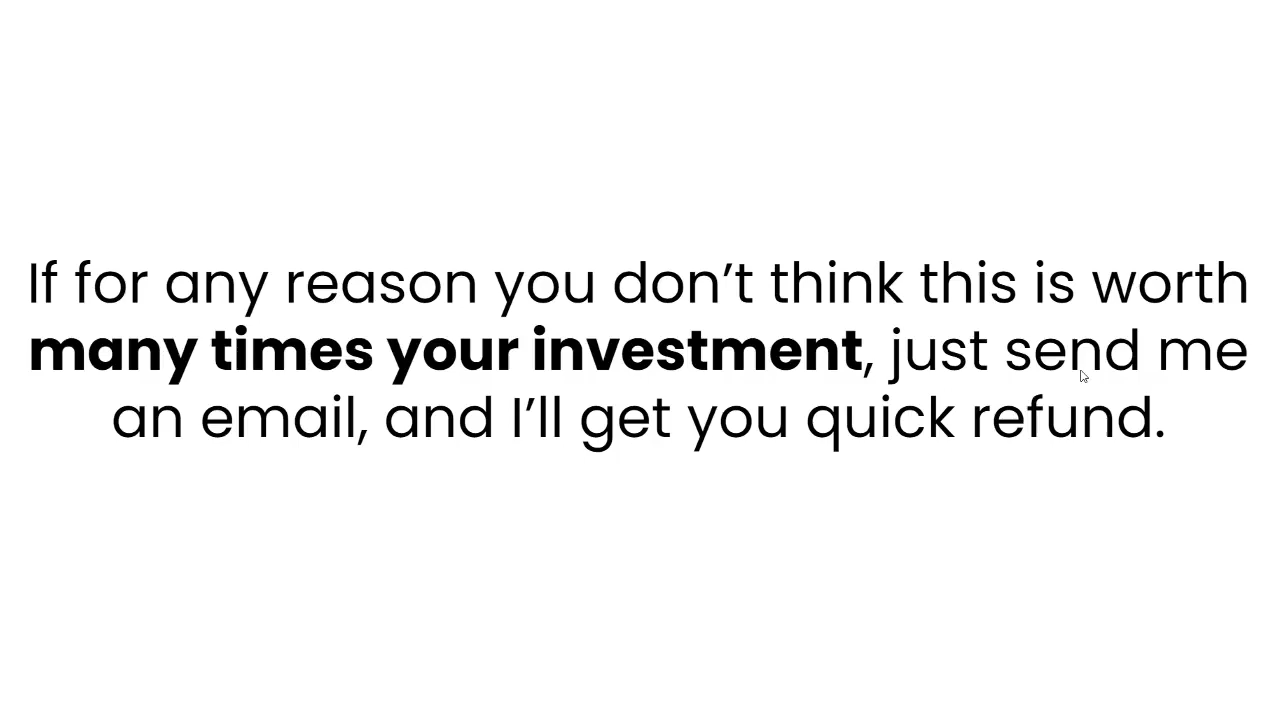 If for any reason you don’t think this is worth
many times your investment, just send me
an email, and I’ll get you quick refund.